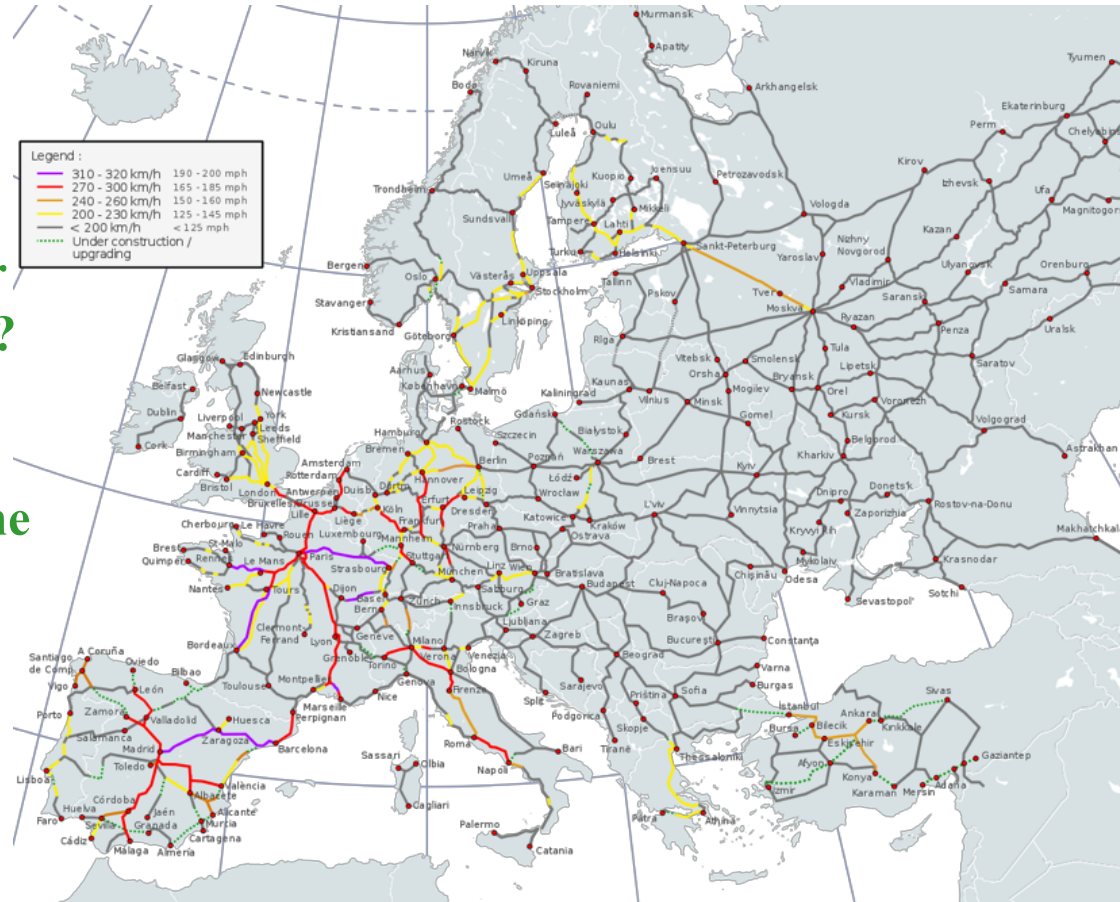 Murmansk
Apatity
Narvik
Kiruna
Tyumen
Bodø
Rovaniemi
Arkhangelsk
Ekaterinburg
Luleå
Oulu
Perm
Chelyabinsk
Legend :
310 - 320 km/h 190 - 200 mph
270 - 300 km/h 165 - 185 mph
240 - 260 km/h 150 - 160 mph
200 - 230 km/h 125 - 145 mph
< 200 km/h < 125 mph
Under construction /
upgrading
?
ne
Kirov
Umeå
Seinäjoki
Kuopio
Joensuu
Petrozavodsk
Izhevsk
Ufa
Trondheim
Jyväskylä
Mikkeli
Vologda
Magnitogor
Sundsvall
Tampere
Lahti
Kazan
Turku
Helsinki
Sankt-Peterburg
Nizhny
Novgorod
Yaroslav
Bergen
Oslo
Västerås
Uppsala
Stockholm
Tallinn
Ulyanovsk
Orenburg
Stavanger
Pskov
Tver
Vladimir
Saransk
Samara
Kristiansand
Göteborg
Linköping
Moskva
Ryazan
Penza
Uralsk
Riga
Glasgow
Edinburgh
Aarhus
Vitebsk
Smolensk
Tula
Saratov
Belfast
Newcastle
København
Malmö
Kaunas
Orsha
Bryansk
Lipetsk
Dublin
Liverpool
York
Leeds
Kaliningrad
Vilnius
Mogilev
Orel
Voronezh
Manchester
Sheffield
Rostock
Gdańsk
Minsk
Gomel
Kursk
Volgograd
Cork
Birmingham
Hamburg
Szczecin
Białystok
Belgorod
Bremen
Cardiff
Amsterdam
Berlin
Poznań
Warszawa
Brest
Kyiv
Kharkiv
Astrakhan
Bristol
London
Rotterdam
Hannover
Łódź
Antwerpen
Duisb
Dortm
Leipzig
Wrocław
Dnipro
Donets'k
Bruxelles/Brussel
Erfurt
Dresden
L'viv
Vinnytsia
Zaporizhia
Rostov-na-Donu
Lille
Liège
Köln
Katowice
Kraków
Kryvyi Rih
Cherbourg
Le Havre
Frankfurt
Praha
Ostrava
Makhachkala
Rouen
Luxembourg
Mannheim
Nürnberg
Brno
Mykolaiv
Krasnodar
Brest
St-Malo
Paris
Stuttgart
Chișinău
Odesa
Quimper
Rennes
Le Mans
Strasbourg
München
Linz
Wien
Bratislava
Budapest
Cluj-Napoca
Sevastopol'
Sotchi
Nantes
Tours
Dijon
Basel
Zürich
Salzburg
Bern
Innsbruck
Graz
Brașov
Clermont-
Ferrand
Genève
Ljubljana
Zagreb
București
Constanța
Bordeaux
Lyon
Milano
Venezia
Grenoble
Torino
Verona
Beograd
A Coruña
Santiago
de Comp.
Oviedo
Bilbao
Toulouse
Montpellier
Genova
Bologna
Varna
Vigo
León
Nice
Firenze
Sarajevo
Priština
Sofia
Burgas
Sivas
Marseille
Split
Porto
Zamora
Valladolid
Huesca
Perpignan
Podgorica
Skopje
İstanbul
Ankara
Kırıkkale
Salamanca
Zaragoza
Bursa
Bilecik
Madrid
Barcelona
Sassari
Olbia
Roma
Bari
Tiranë
Eskişehir
Toledo
Napoli
Thessaloniki
Afyon
Gaziantep
Lisboa
València
Konya
Adana
Albacete
Izmir
Karaman
Mersin
Huelva
Córdoba
Cagliari
Faro
Sevilla
Jaén
Alicante
Pátra
Athína
Granada
Murcia
Palermo
Cádiz
Cartagena
Málaga
Almería
Catania